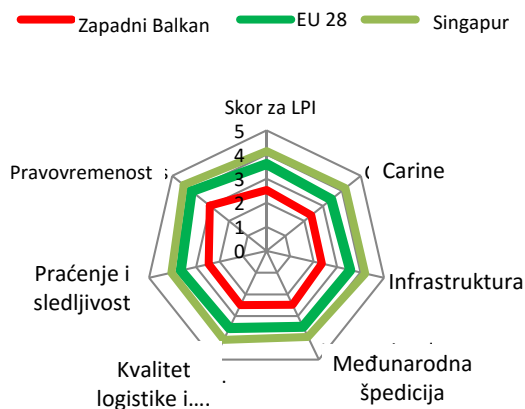 Zapadni Balkan
EU 28
Singapur
Skor za LPI
5
4
3
2
1
0
Pravovremenost
Carine
Praćenje i
sledljivost
Infrastruktura
Kvalitet
logistike i....
Međunarodna
špedicija